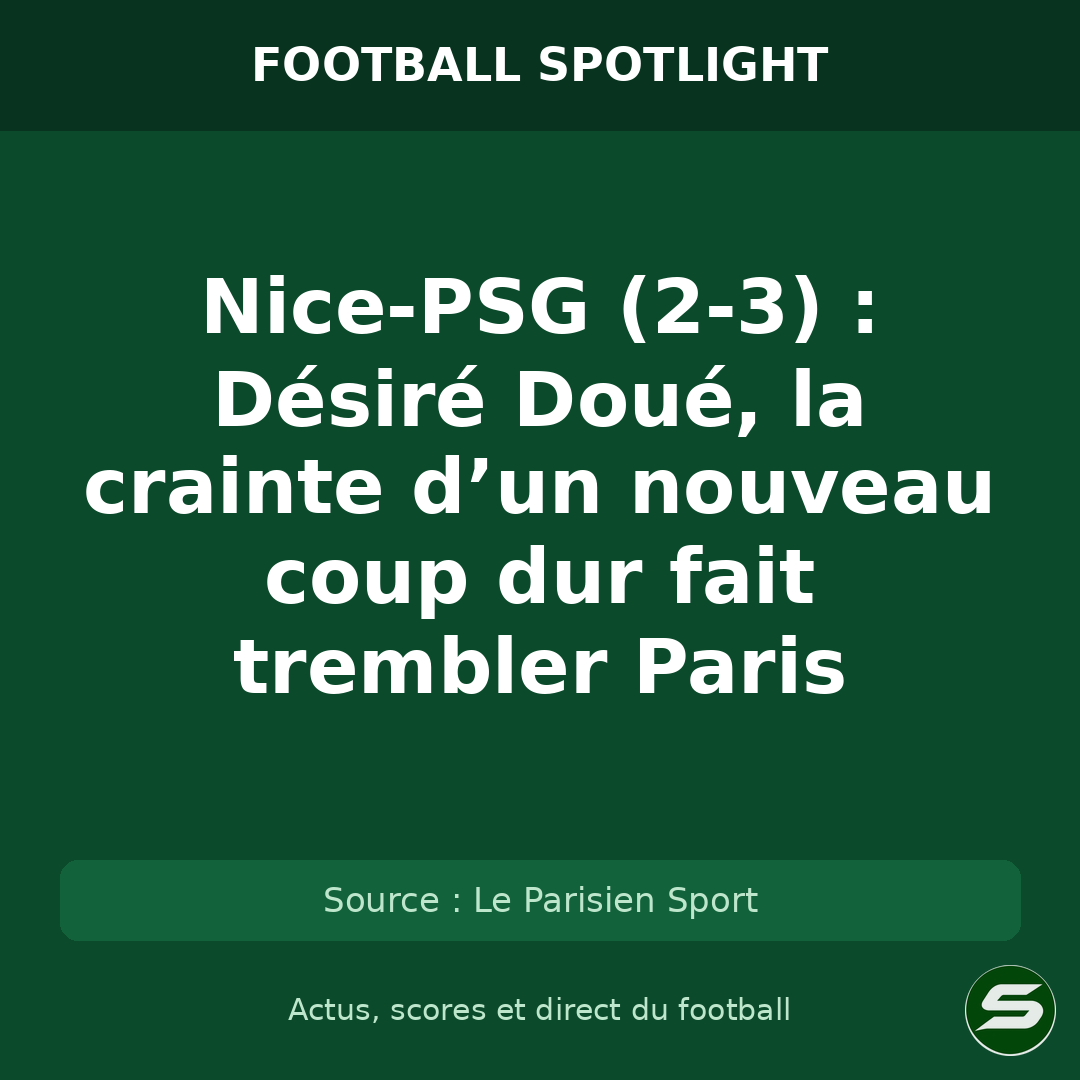 FOOTBALL SPOTLIGHT
Nice-PSG (2-3) :
Désiré Doué, la
crainte d’un nouveau
coup dur fait
trembler Paris
Source : Le Parisien Sport
Actus, scores et direct du football
S